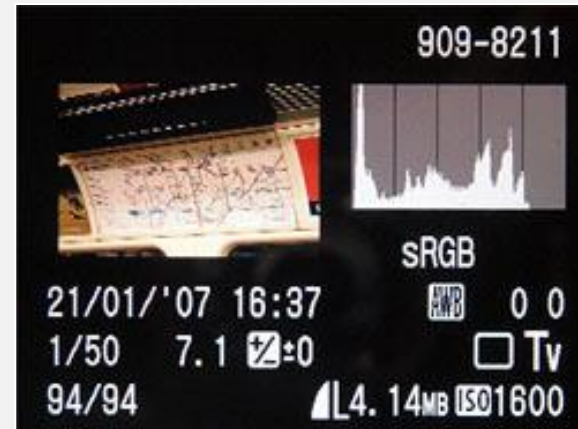 909-8211
sRGB
21/01/'07 16:37 AWB 0 0
1/50 7.1 ±0 Tv
94/94 L4.14MB ISO1600